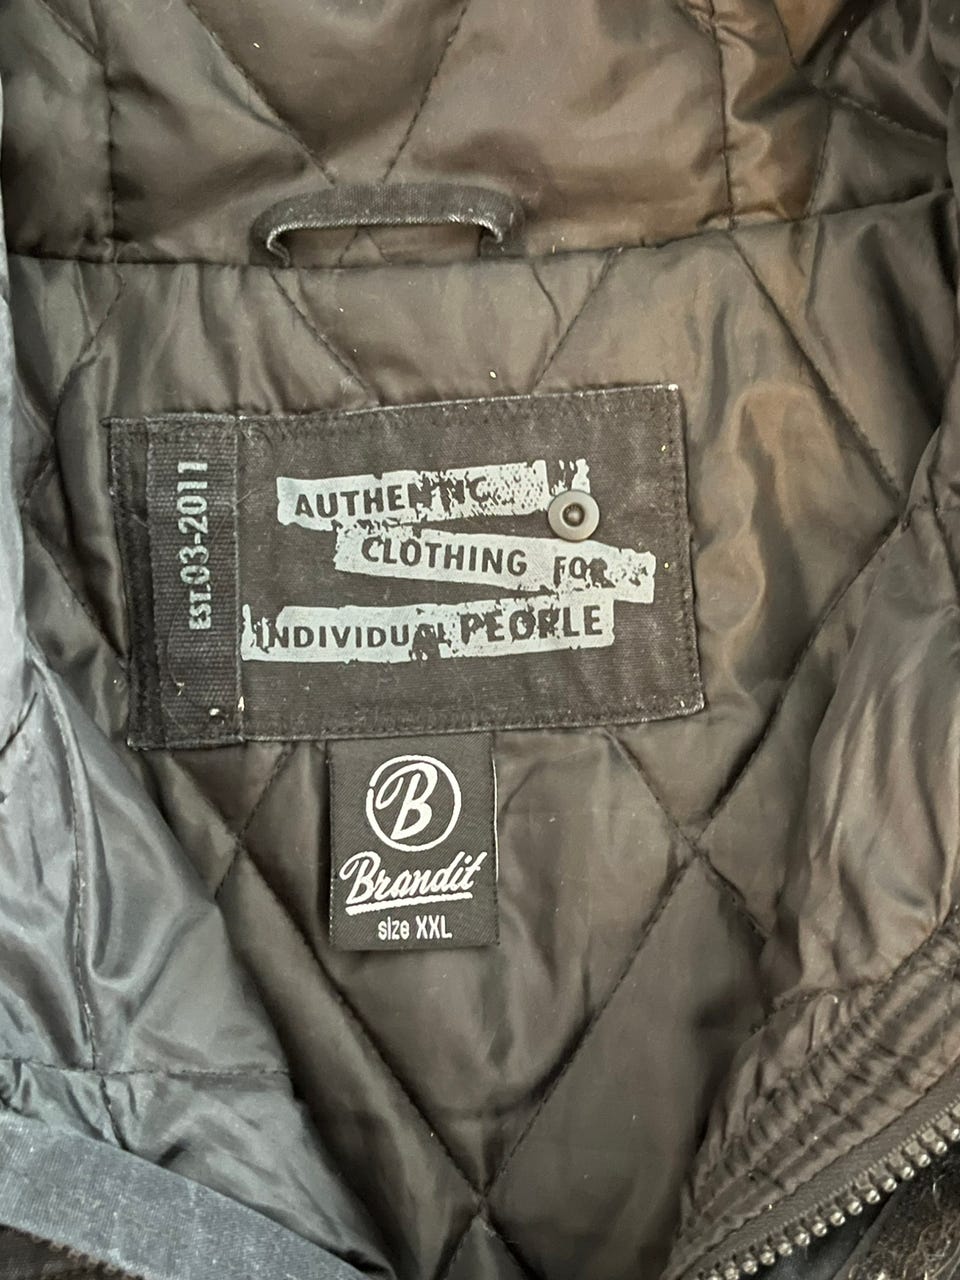 EST.03-2011
AUTHENTIC
CLOTHING FOR
INDIVIDUAL PEOPLE
B
Brandit
size XXL